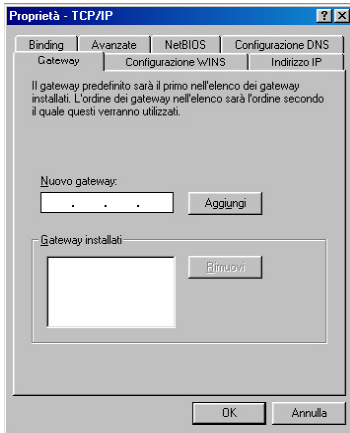 Proprietà - TCP/IP
Binding Avanzate NetBIOS Configurazione DNS
Gateway Configurazione WINS Indirizzo IP
Il gateway predefinito sarà il primo nell'elenco dei gateway
installati. L'ordine dei gateway nell'elenco sarà l'ordine secondo
il quale questi verranno utilizzati.
Nuovo gateway:
. . . Aggiungi
Gateway installati
Rimuovi
OK Annulla